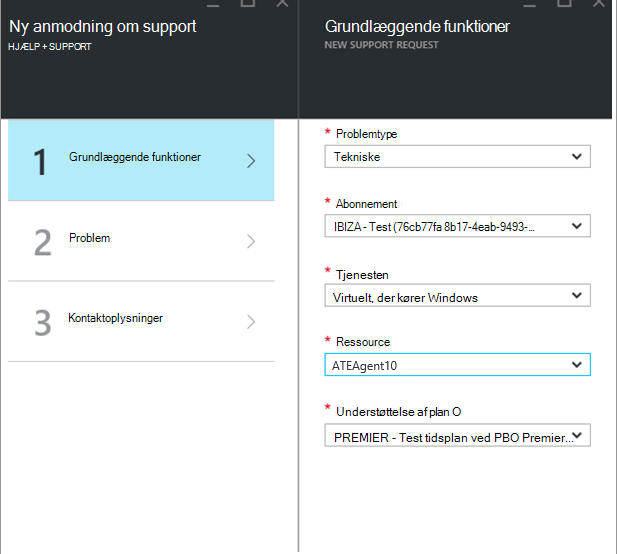 Ny anmodning om support
HJÆLP + SUPPORT
1 Grundlæggende funktioner
2 Problem
3 Kontaktoplysninger
Grundlæggende funktioner
NEW SUPPORT REQUEST
* Problemtype
Tekniske
* Abonnement
IBIZA - Test (76cb77fa 8b17-4eab-9493-...
* Tjenesten
Virtuelt, der kører Windows
* Ressource
ATEAgent10
* Understøttelse af plan O
PREMIER - Test tidsplan ved PBO Premier...